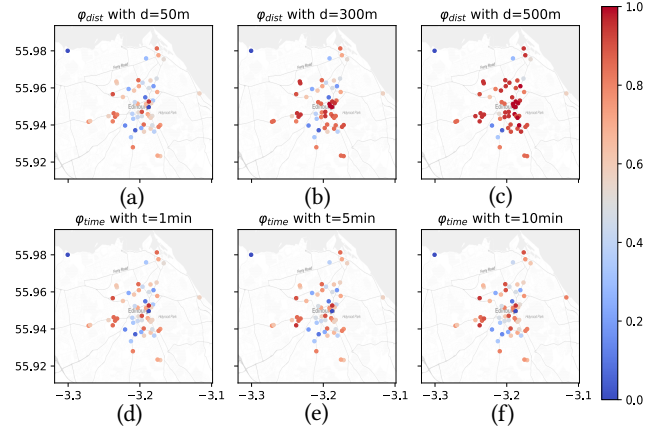 φdist with d=50m
φdist with d=300m
φdist with d=500m
55.98
55.96
55.94
55.92
(a)
(b)
(c)
φtime with t=1min
φtime with t=5min
φtime with t=10min
55.98
55.96
55.94
55.92
−3.3
−3.2
−3.1
−3.3
−3.2
−3.1
−3.3
−3.2
−3.1
(d)
(e)
(f)
1.0
0.8
0.6
0.4
0.2
0.0